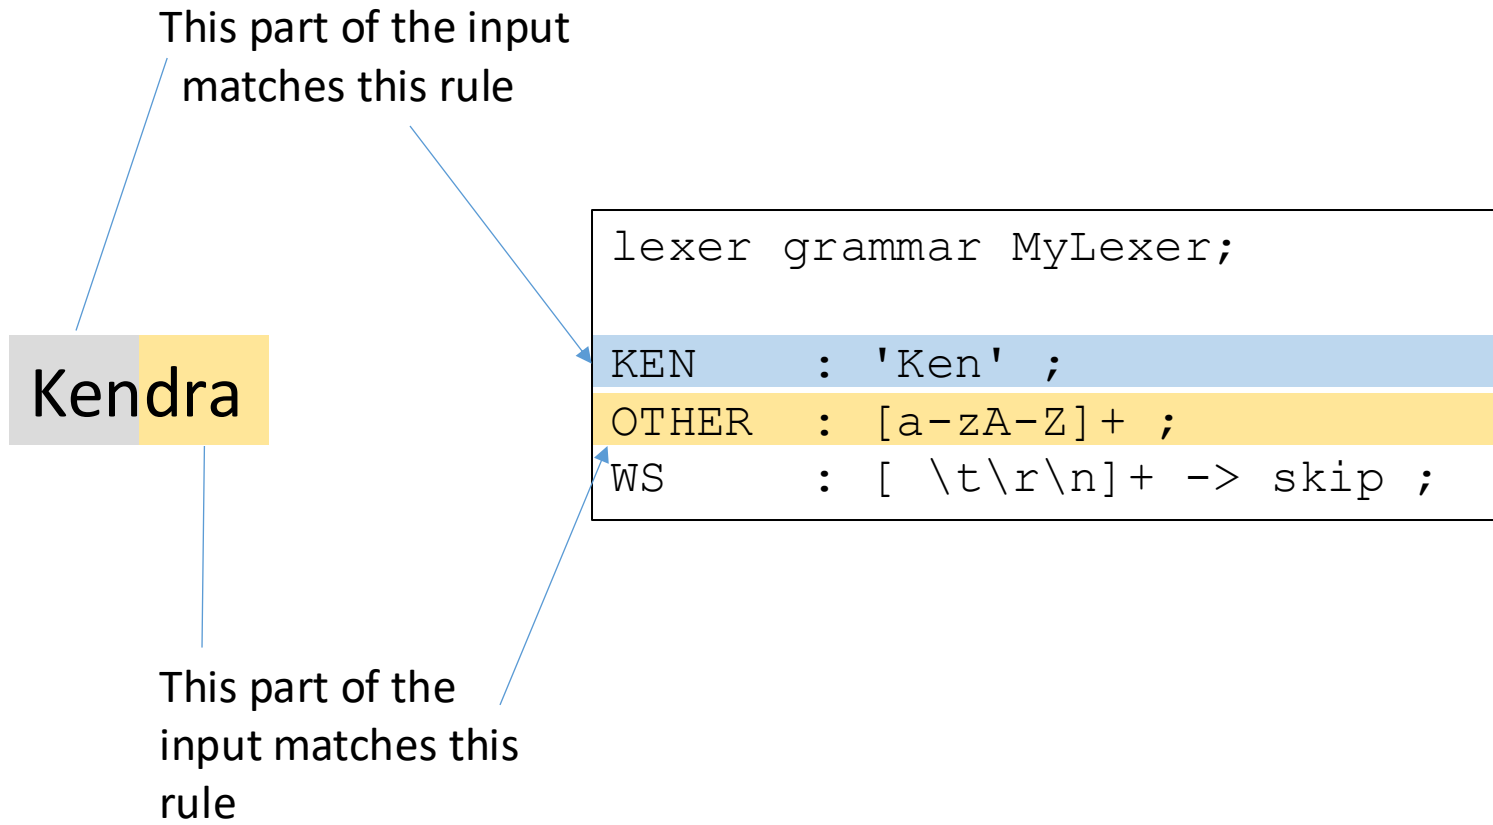 This part of the input
matches this rule
lexer grammar MyLexer;
Kendra
KEN : 'Ken' ;
OTHER : [a-zA-Z]+ ;
WS : [ \t\r\n]+ -> skip ;
This part of the
input matches this
rule